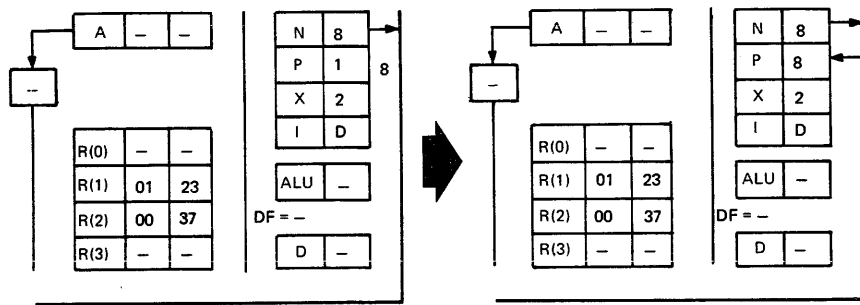 A – –
–
N 8
P 1
X 2
I D
8
R(0) – –
R(1) 01 23
R(2) 00 37
R(3) – –
ALU –
DF = –
D –
A – –
–
N 8
P 8
X 2
I D
R(0) – –
R(1) 01 23
R(2) 00 37
R(3) – –
ALU –
DF = –
D –